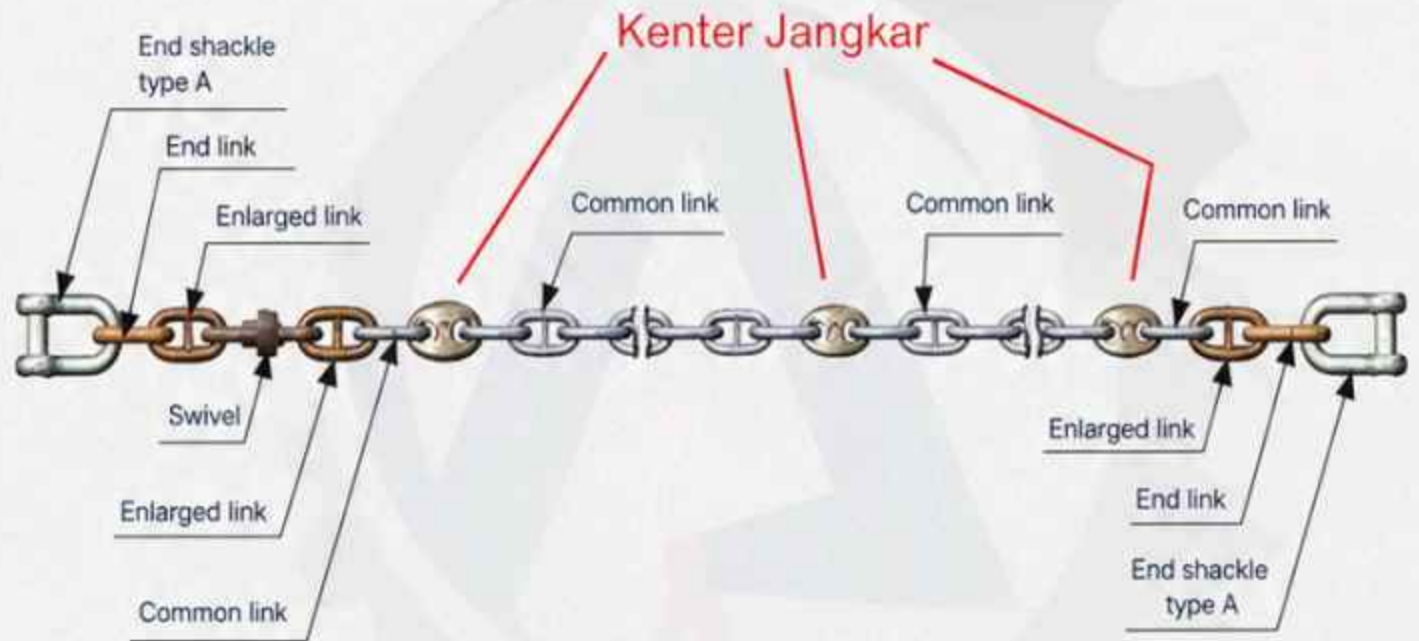 Kenter Jangkar
End shackle
type A
End link
Enlarged link
Common link
Common link
Common link
Swivel
Enlarged link
Common link
Enlarged link
End link
End shackle
type A